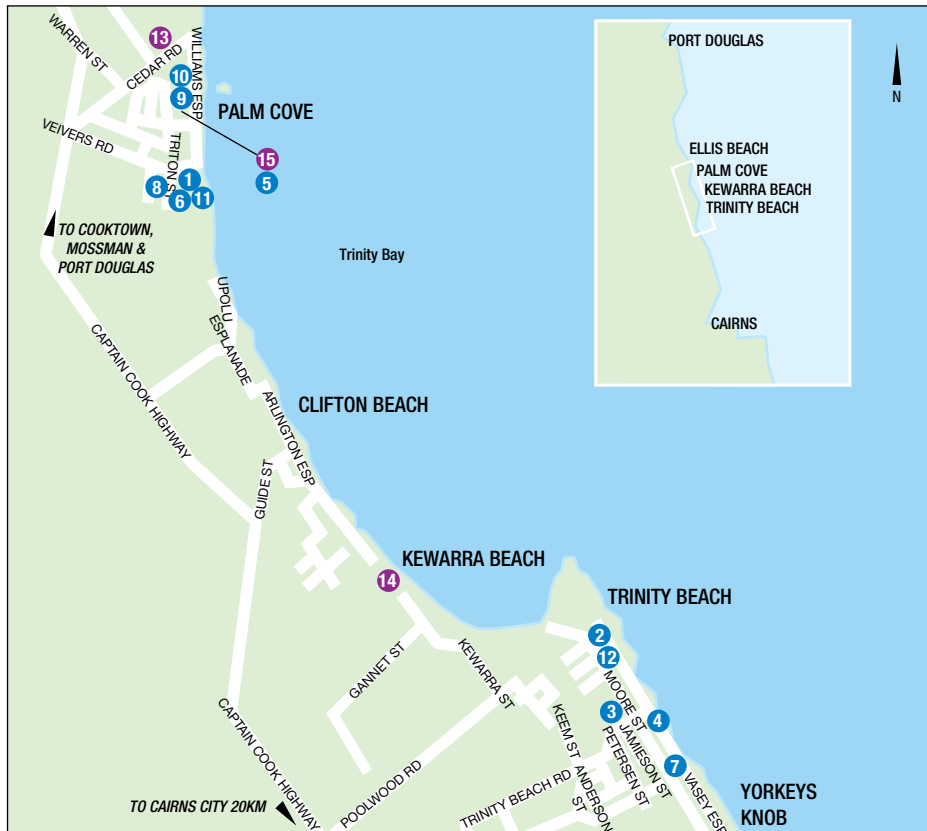 WARREN ST
13
CEDAR RD
WILLIAMS ESP
10
9
PALM COVE
VEIVERS RD
TRITON ST
15
5
1
8
6
11
TO COOKTOWN,
MOSSMAN &
PORT DOUGLAS
Trinity Bay
PORT DOUGLAS
N
ELLIS BEACH
PALM COVE
KEWARRA BEACH
TRINITY BEACH
CAIRNS
UPOLU
ESPLANADE
CAPTAIN COOK HIGHWAY
ARLINGTON ESP
CLIFTON BEACH
GUIDE ST
KEWARRA BEACH
14
TRINITY BEACH
2
12
GANNET ST
KEWARRA ST
MOORE ST
3
4
JAMIESON ST
PETERSEN ST
KEEM ST
ANDERSON
ST
7
VASEY ESP
CAPTAIN COOK HIGHWAY
POOLWOOD RD
TRINITY BEACH RD
YORKEYS
KNOB
TO CAIRNS CITY 20KM